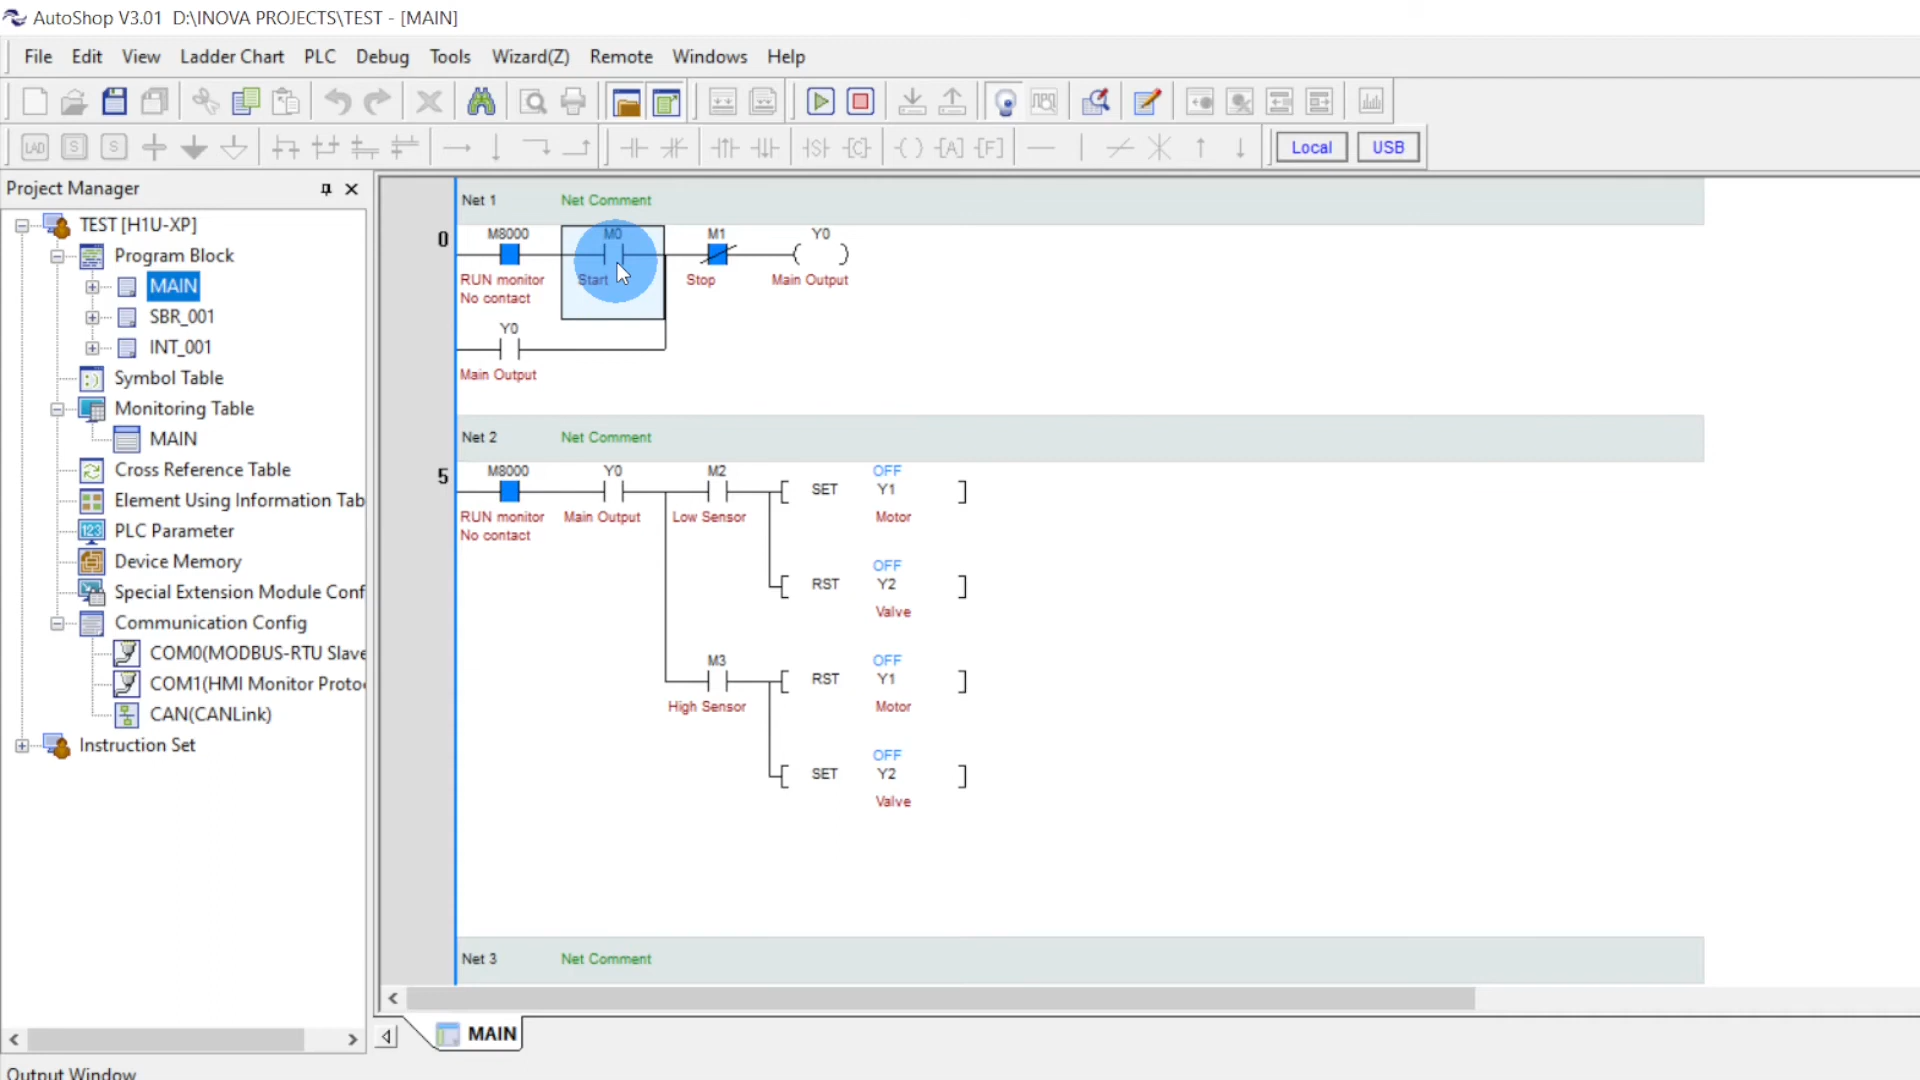 AutoShop V3.01  D:\INOVA PROJECTS\TEST - [MAIN]
File Edit View Ladder Chart PLC Debug Tools Wizard(Z) Remote Windows Help
LAD S S
S C A F Local USB
Project Manager
TEST [H1U-XP]
Program Block
MAIN
SBR_001
INT_001
Symbol Table
Monitoring Table
MAIN
Cross Reference Table
Element Using Information Tab
PLC Parameter
Device Memory
Special Extension Module Conf
Communication Config
COM0(MODBUS-RTU Slave
COM1(HMI Monitor Proto
CAN(CANLink)
Instruction Set
Net 1 Net Comment
0
M8000 M0 M1 Y0
RUN monitor Start Stop Main Output
No contact
Y0
Main Output
Net 2 Net Comment
5
M8000 Y0 M2 OFF
SET Y1
RUN monitor Main Output Low Sensor Motor
No contact
OFF
RST Y2
Valve
M3 OFF
RST Y1
High Sensor Motor
OFF
SET Y2
Valve
Net 3 Net Comment
MAIN
Output Window